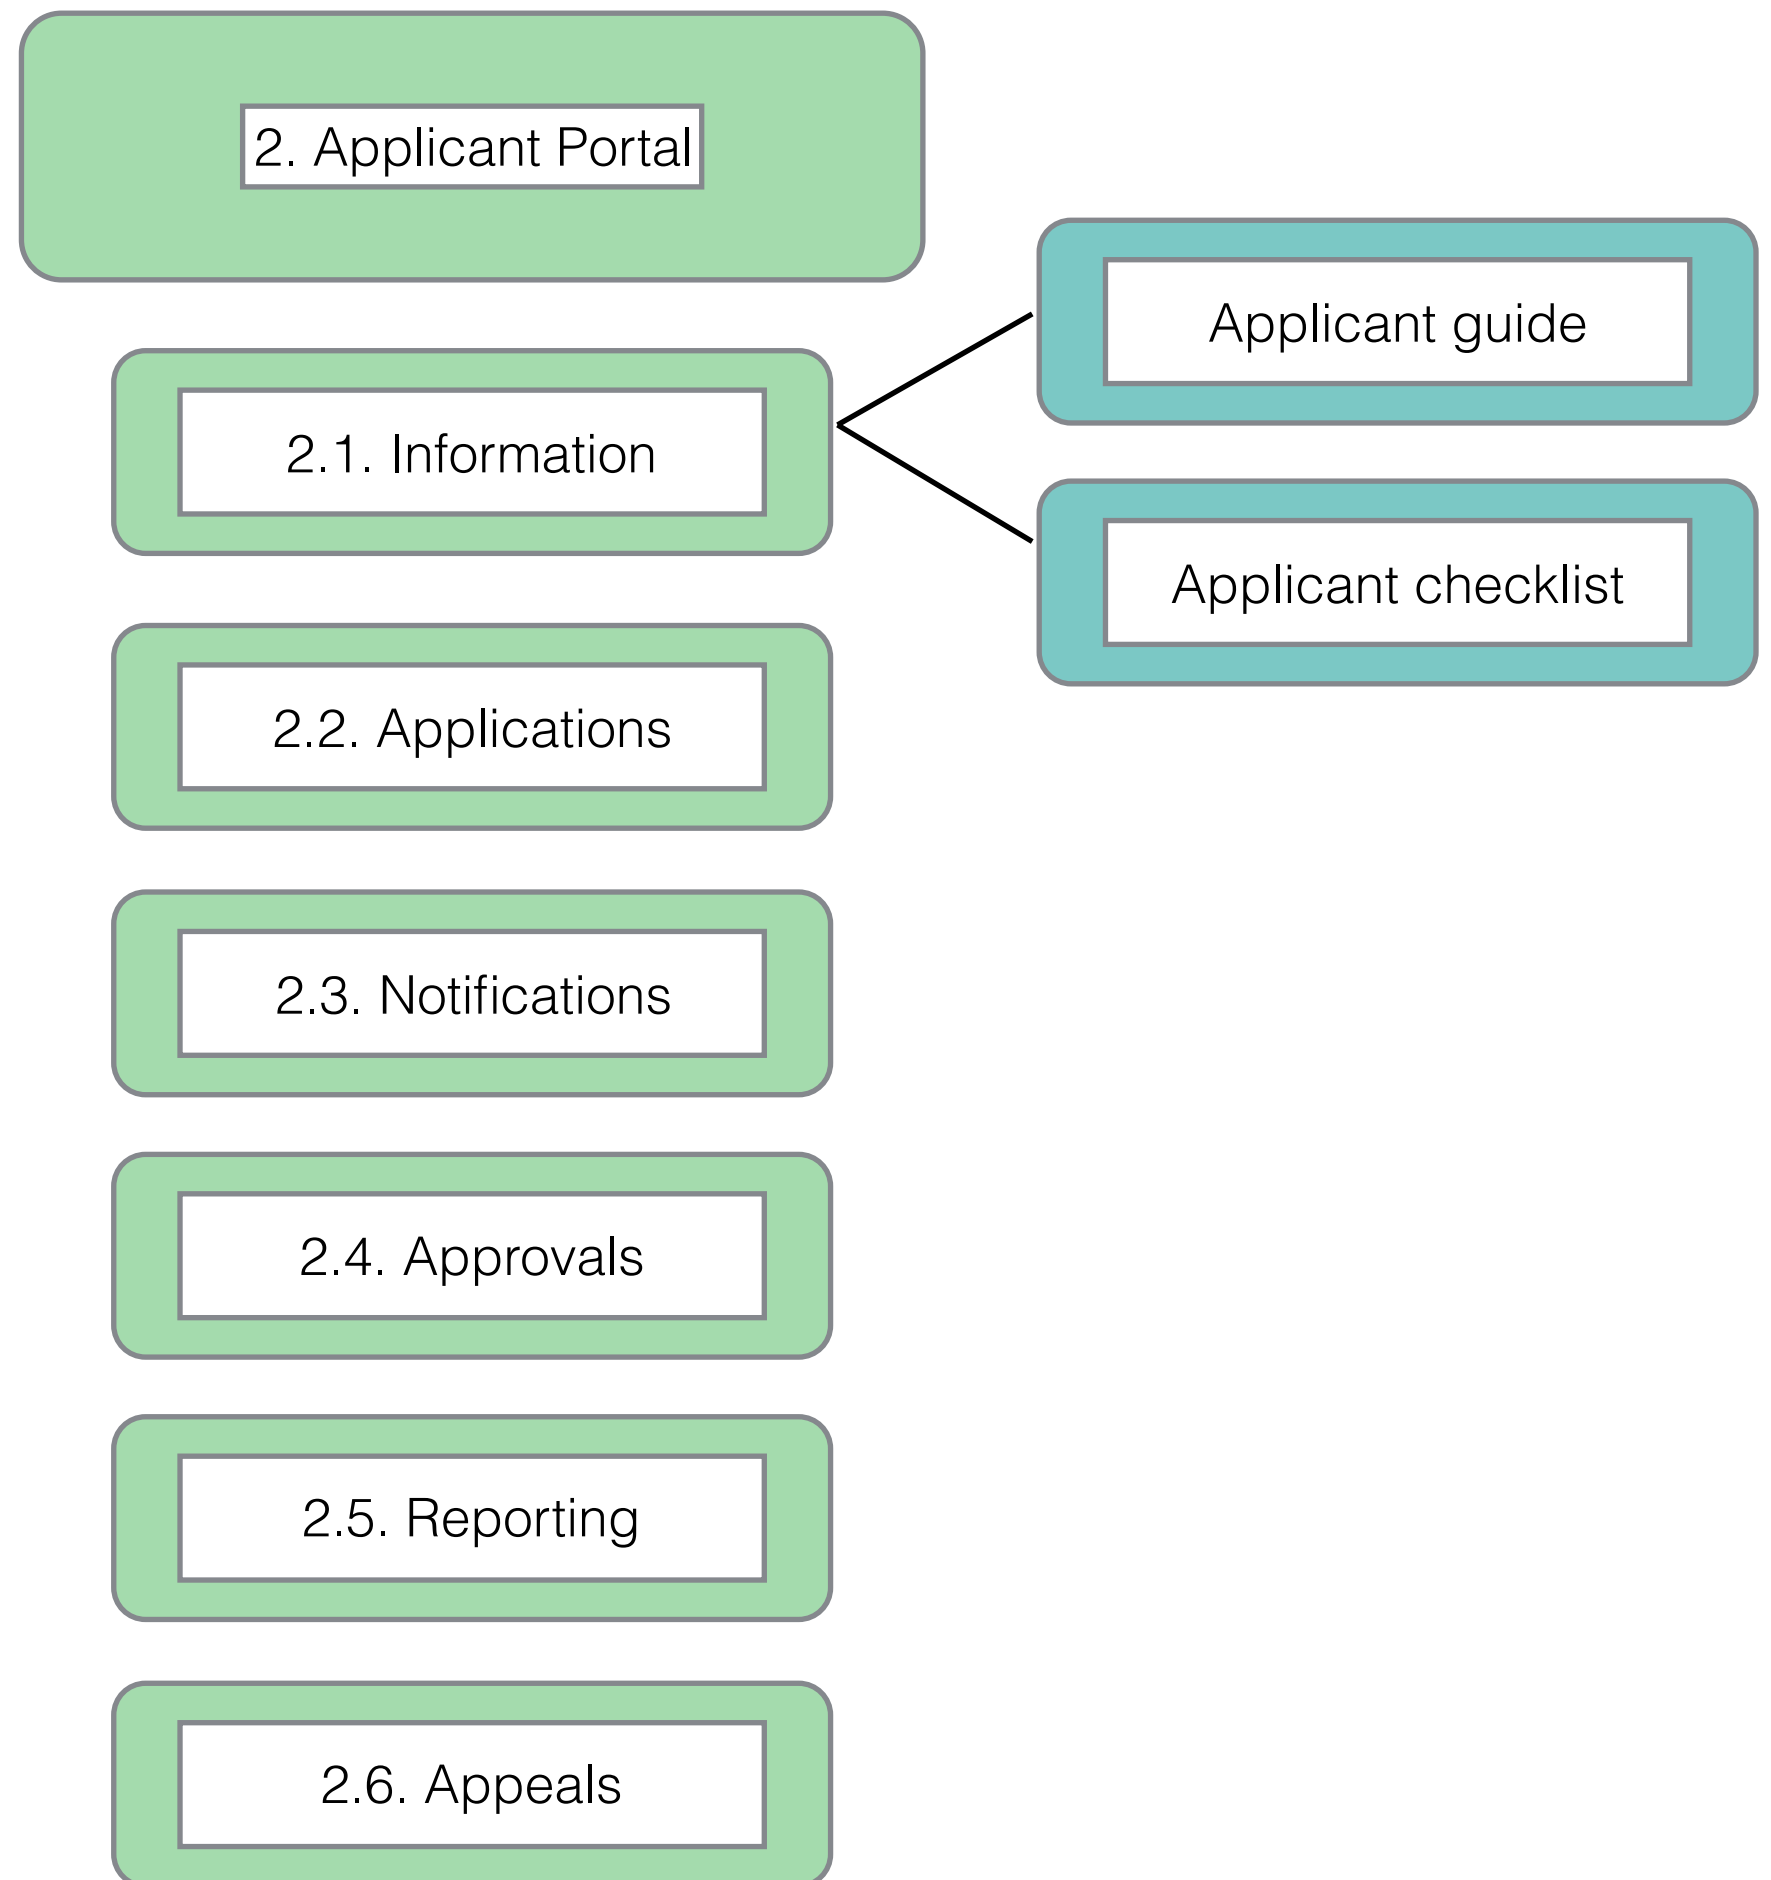 2. Applicant Portal
2.1. Information
Applicant guide
Applicant checklist
2.2. Applications
2.3. Notifications
2.4. Approvals
2.5. Reporting
2.6. Appeals